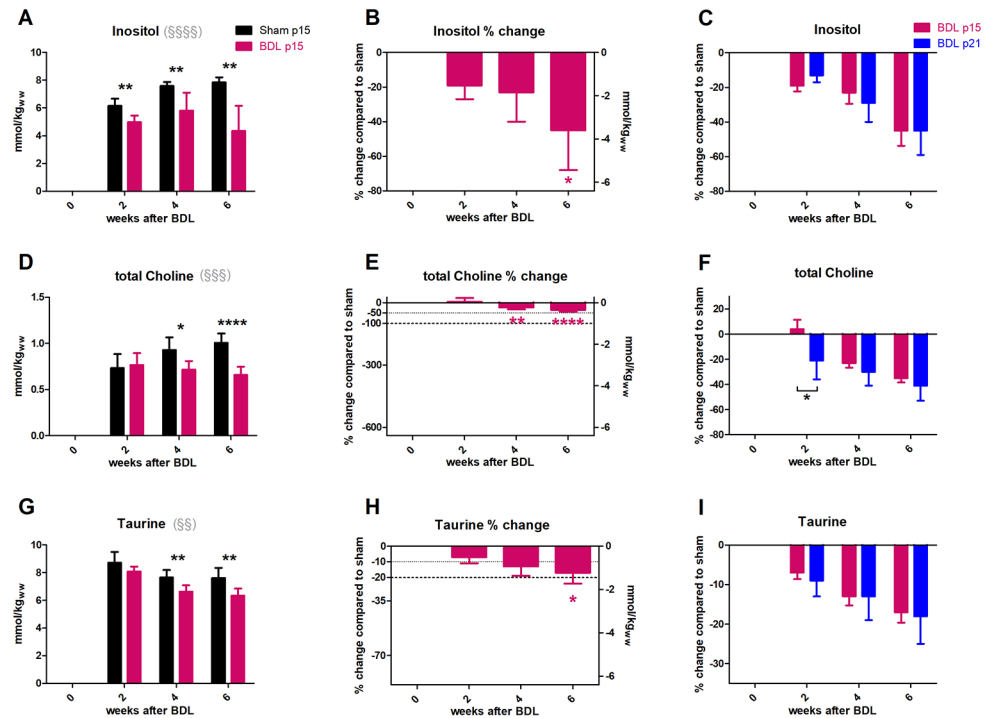 A
Inositol (§§§§)
Sham p15
BDL p15
mmol/kgww
10
8
6
4
2
0
** ** **
0 2 4 6
weeks after BDL
B
Inositol % change
% change compared to sham
0
-20
-40
-60
-80
0
-2
-4
-6
mmol/kgww
*
0 2 4 6
weeks after BDL
C
Inositol
BDL p15
BDL p21
% change compared to sham
0
-20
-40
-60
-80
0 2 4 6
weeks after BDL
D
total Choline (§§§)
mmol/kgww
1.5
1.0
0.5
0.0
* ****
0 2 4 6
weeks after BDL
E
total Choline % change
% change compared to sham
0
-50
-100
-300
-600
0
-2
-4
-6
mmol/kgww
** ****
0 2 4 6
weeks after BDL
F
total Choline
% change compared to sham
20
0
-20
-40
-60
-80
*
0 2 4 6
weeks after BDL
G
Taurine (§§)
mmol/kgww
10
8
6
4
2
0
** **
0 2 4 6
weeks after BDL
H
Taurine % change
% change compared to sham
0
-10
-20
-35
-70
0
-2
-4
-6
mmol/kgww
*
0 2 4 6
weeks after BDL
I
Taurine
% change compared to sham
0
-10
-20
-30
0 2 4 6
weeks after BDL